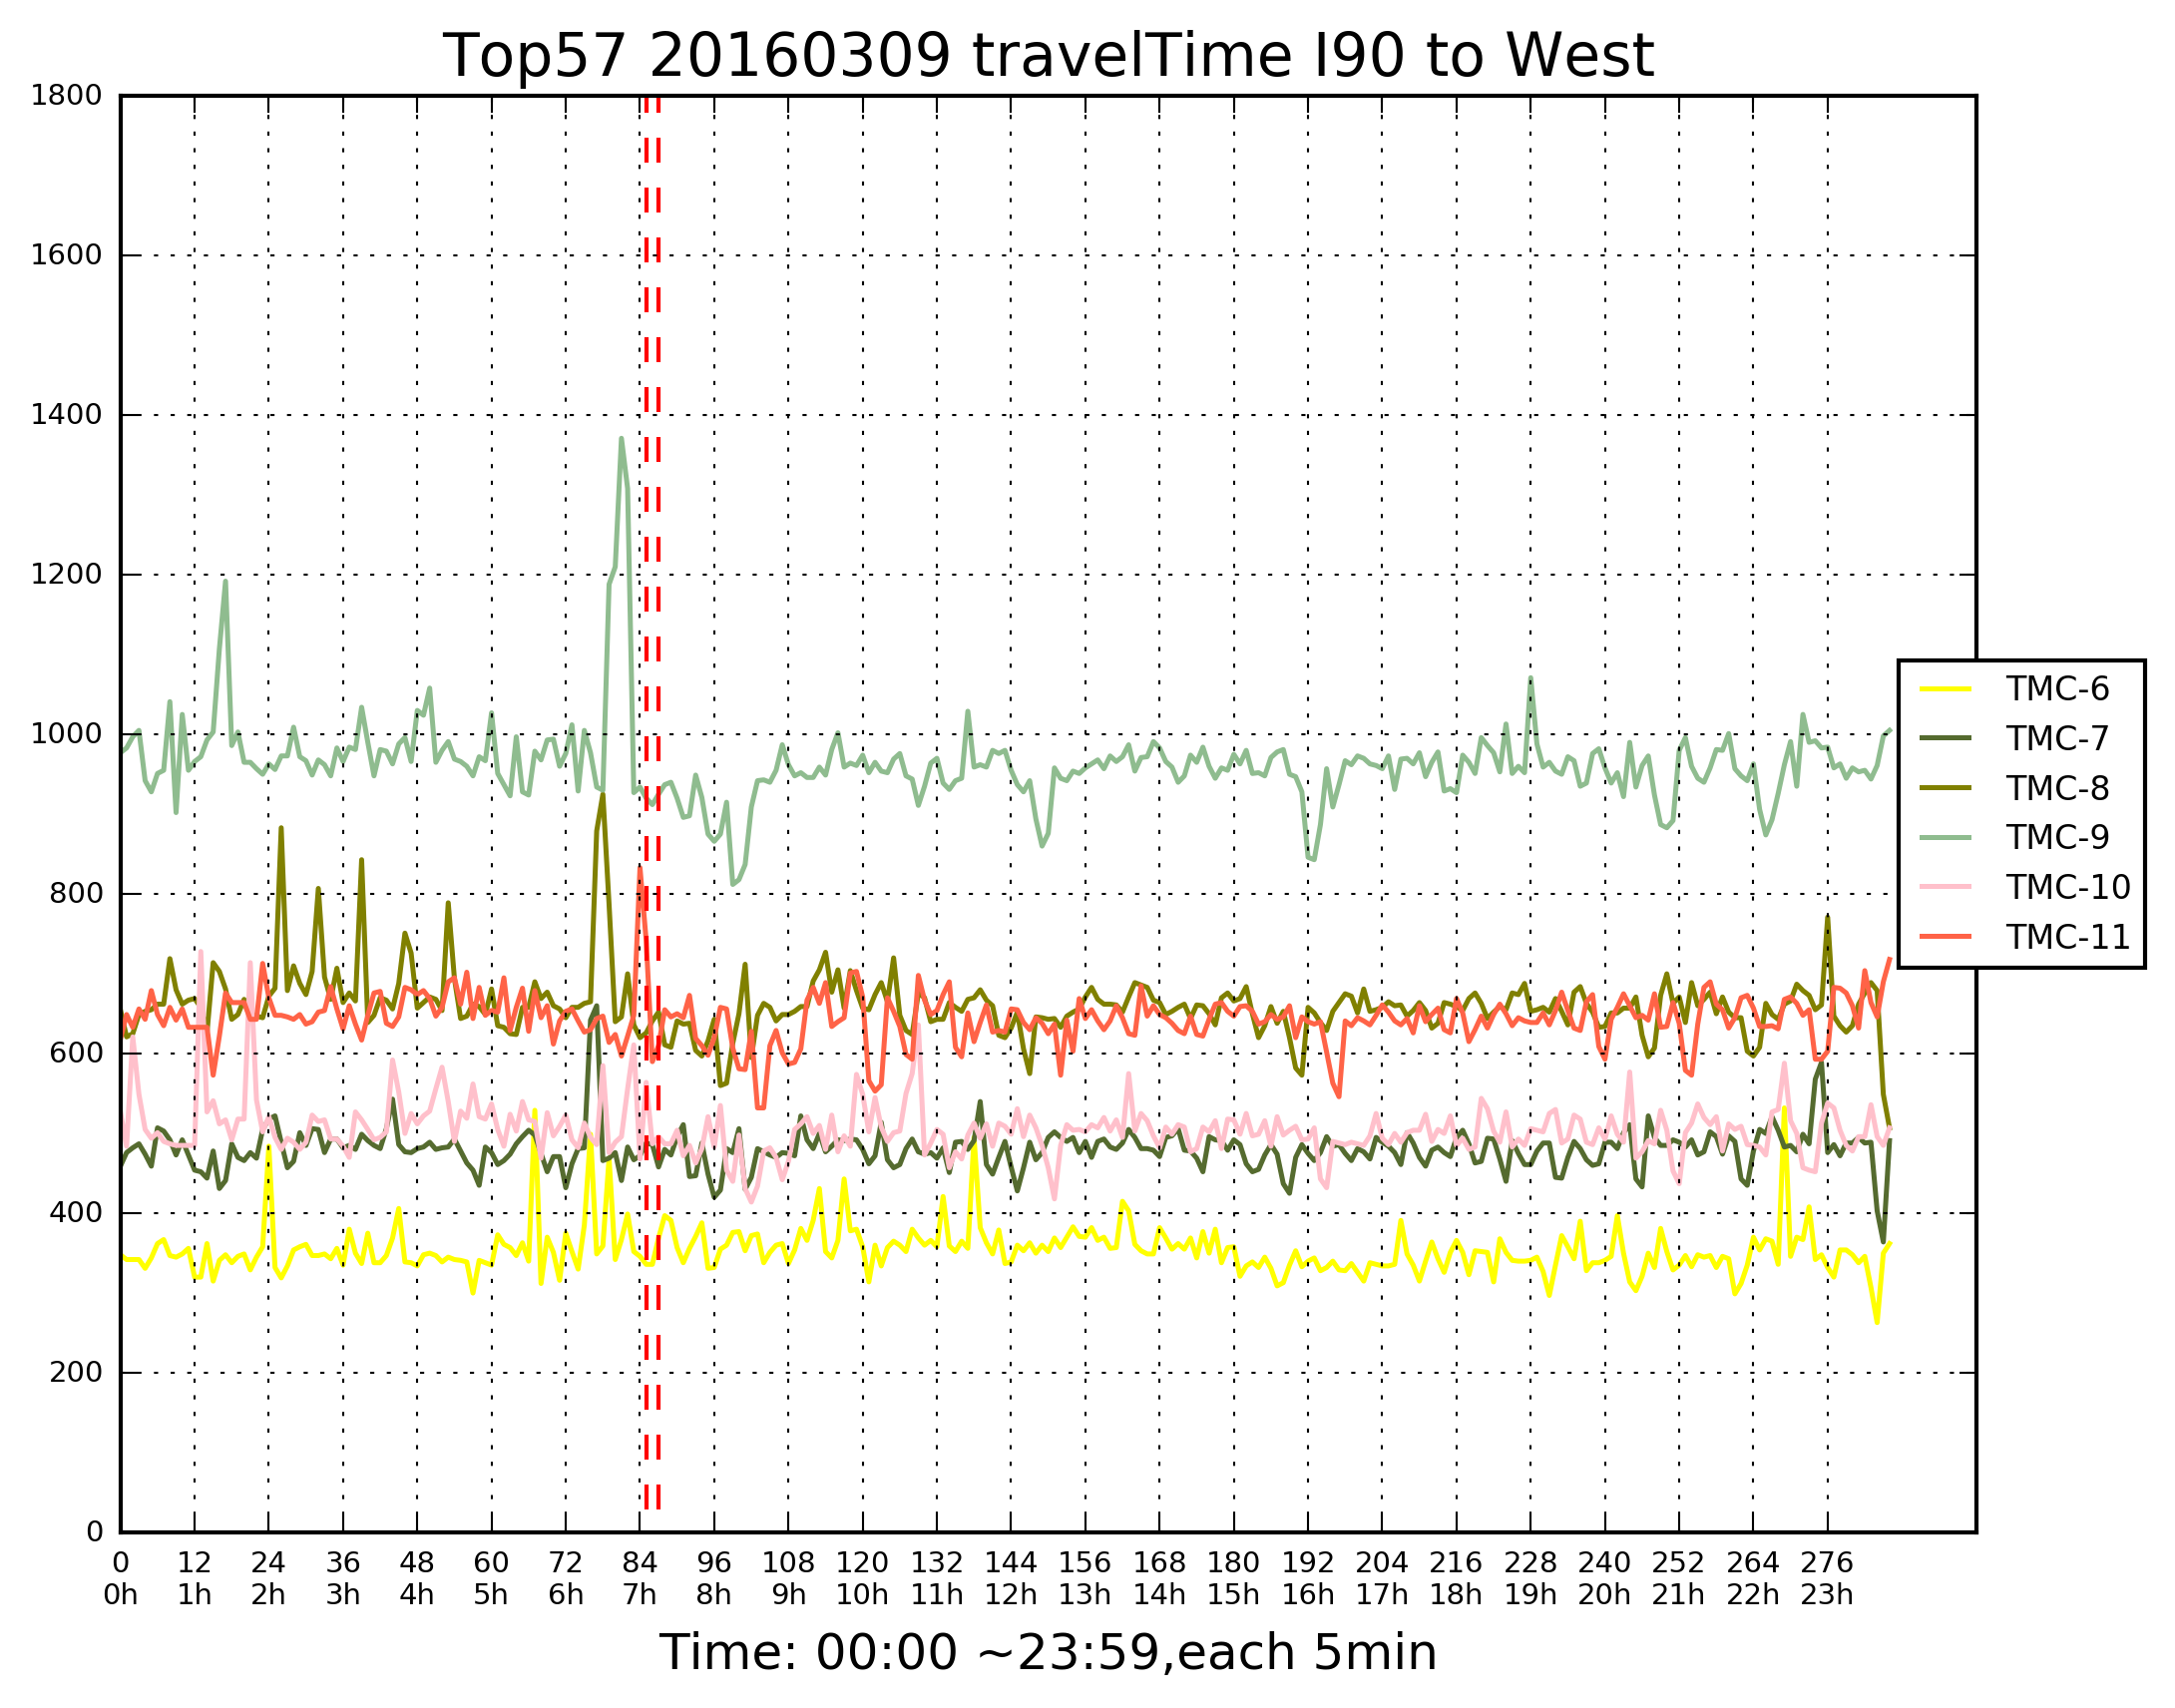 Top57 20160309 travelTime I90 to West
1800
1600
1400
1200
1000
800
600
400
200
0
TMC-6
TMC-7
TMC-8
TMC-9
TMC-10
TMC-11
0 12 24 36 48 60 72 84 96 108 120 132 144 156 168 180 192 204 216 228 240 252 264 276
0h 1h 2h 3h 4h 5h 6h 7h 8h 9h 10h 11h 12h 13h 14h 15h 16h 17h 18h 19h 20h 21h 22h 23h
Time: 00:00 ~23:59,each 5min